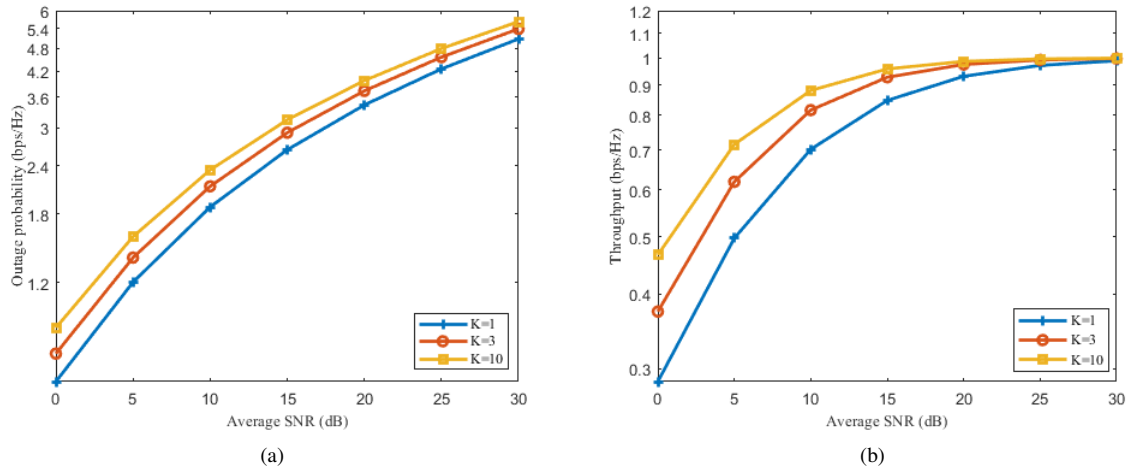 6
5.4
4.8
4.2
3.6
3
2.4
1.8
1.2
Outage probability (bps/Hz)
K=1
K=3
K=10
0 5 10 15 20 25 30
Average SNR (dB)
(a)
1.2
1.1
1
0.9
0.8
0.7
0.6
0.5
0.4
0.3
Throughput (bps/Hz)
K=1
K=3
K=10
0 5 10 15 20 25 30
Average SNR (dB)
(b)